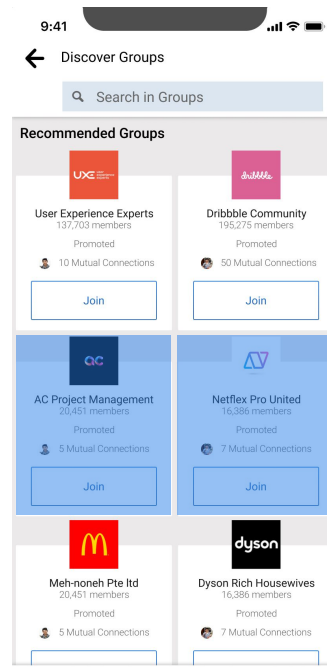 9:41
Discover Groups
Search in Groups
Recommended Groups
UXE
dribbble
User Experience Experts
137,703 members
Promoted
10 Mutual Connections
Join
Dribbble Community
195,275 members
Promoted
50 Mutual Connections
Join
ac
AC Project Management
20,451 members
Promoted
5 Mutual Connections
Join
Netflex Pro United
16,386 members
Promoted
7 Mutual Connections
Join
dyson
Meh-noneh Pte ltd
20,451 members
Promoted
5 Mutual Connections
Dyson Rich Housewives
16,386 members
Promoted
7 Mutual Connections